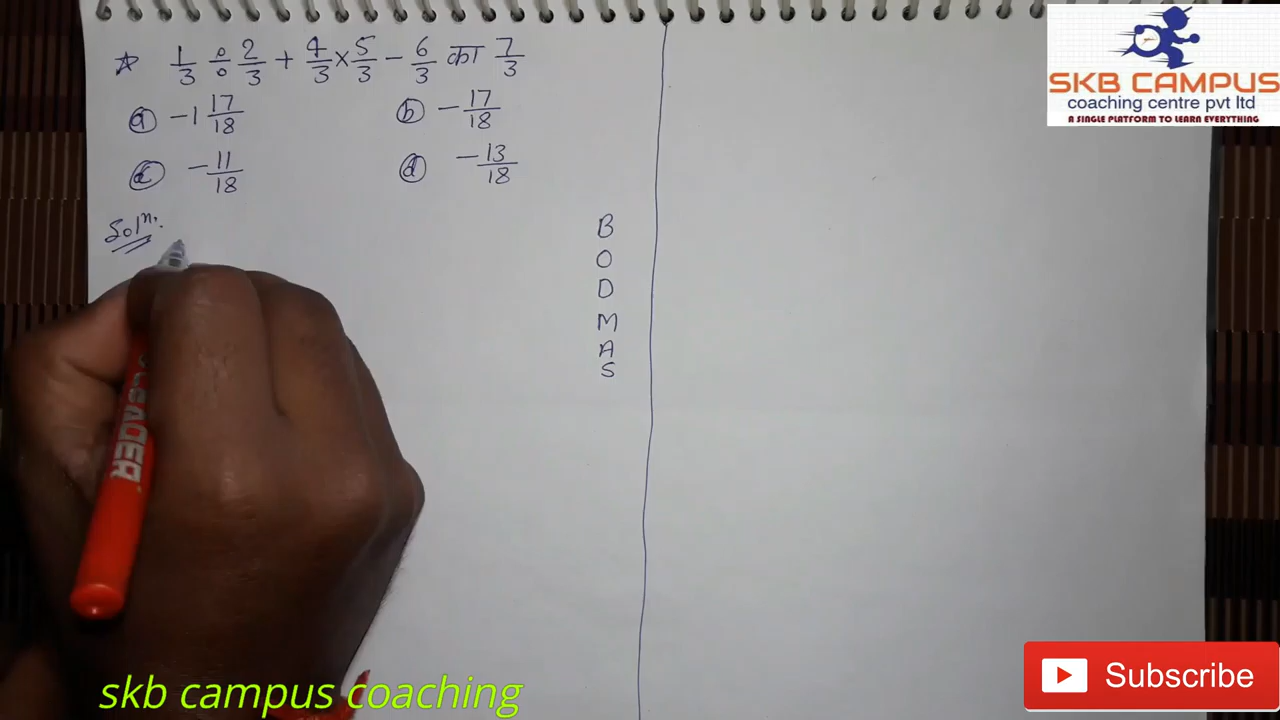 ☆ 1/3 ÷ 2/3 + 4/3 × 5/3 − 6/3 का 7/3
ⓐ −1 17/18 ⓑ −17/18
ⓒ −11/18 ⓓ −13/18
Solⁿ.
B
O
D
M
A
S
LEADER
SKB CAMPUS
coaching centre pvt ltd
A SINGLE PLATFORM TO LEARN EVERYTHING
Subscribe
skb campus coaching